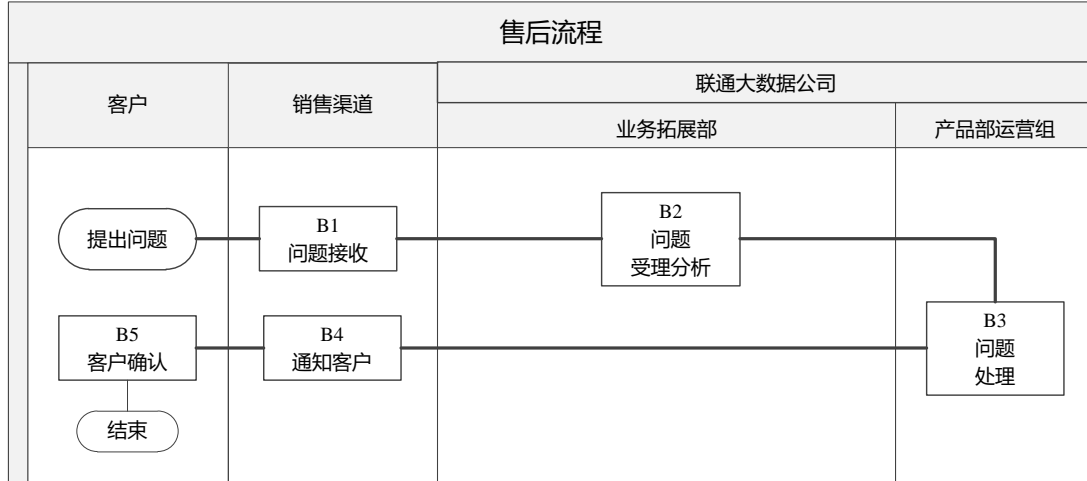 售后流程
客户
销售渠道
联通大数据公司
业务拓展部
产品部运营组
提出问题
B1
问题接收
B2
问题
受理分析
B3
问题
处理
B4
通知客户
B5
客户确认
结束